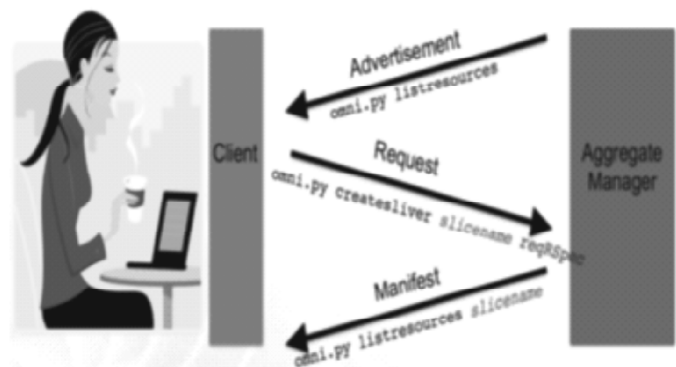 Advertisement
omni.py listresources
Client
Request
omni.py createsliver slicename reqRSpec
Aggregate
Manager
Manifest
omni.py listresources slicename